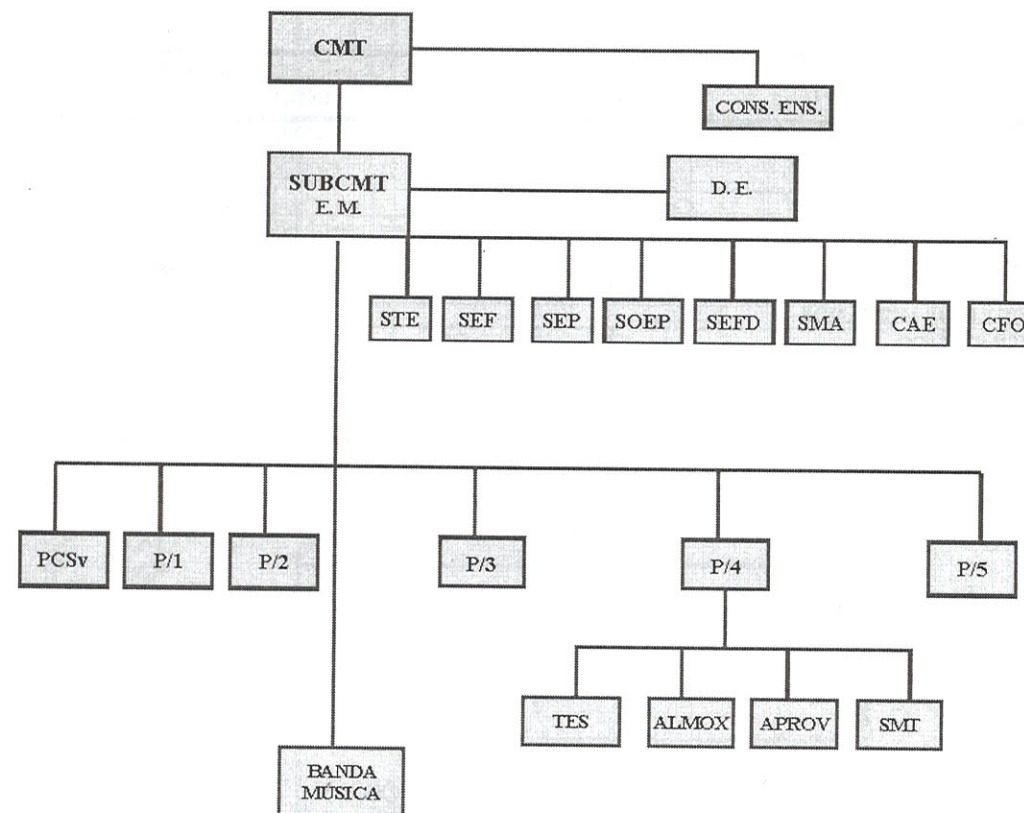 CMT
CONS. ENS.
SUBCMT
E. M.
D. E.
STE
SEF
SEP
SOEP
SEFD
SMA
CAE
CFO
PCSv
P/1
P/2
P/3
P/4
P/5
TES
ALMOX
APROV
SMT
BANDA
MÚSICA